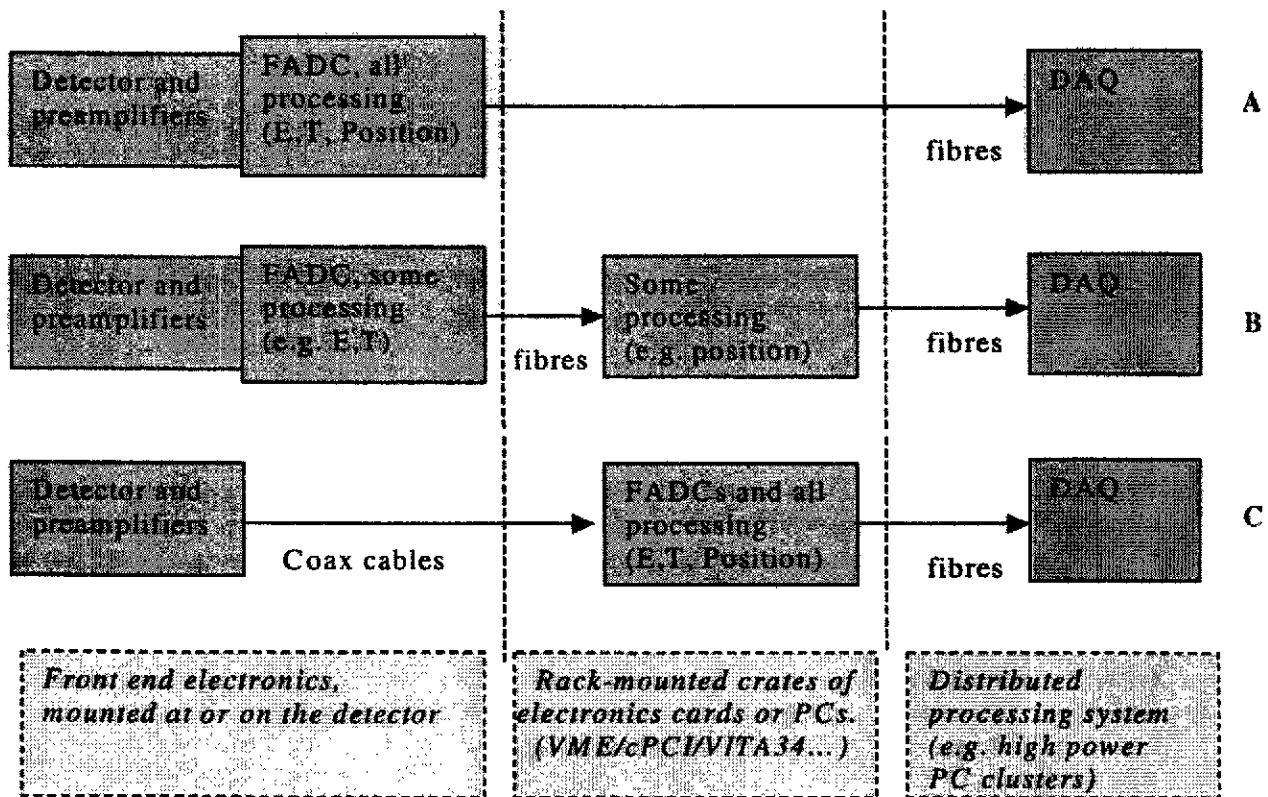 Detector and
preamplifiers
FADC, all
processing
(E,T, Position)
fibres
DAQ
A
Detector and
preamplifiers
FADC, some
processing
(e.g. E,T)
fibres
Some
processing
(e.g. position)
fibres
DAQ
B
Detector and
preamplifiers
Coax cables
FADCs and all
processing
(E,T, Position)
fibres
DAQ
C
Front end electronics,
mounted at or on the detector
Rack-mounted crates of
electronics cards or PCs.
(VME/cPCI/VITA34...)
Distributed
processing system
(e.g. high power
PC clusters)